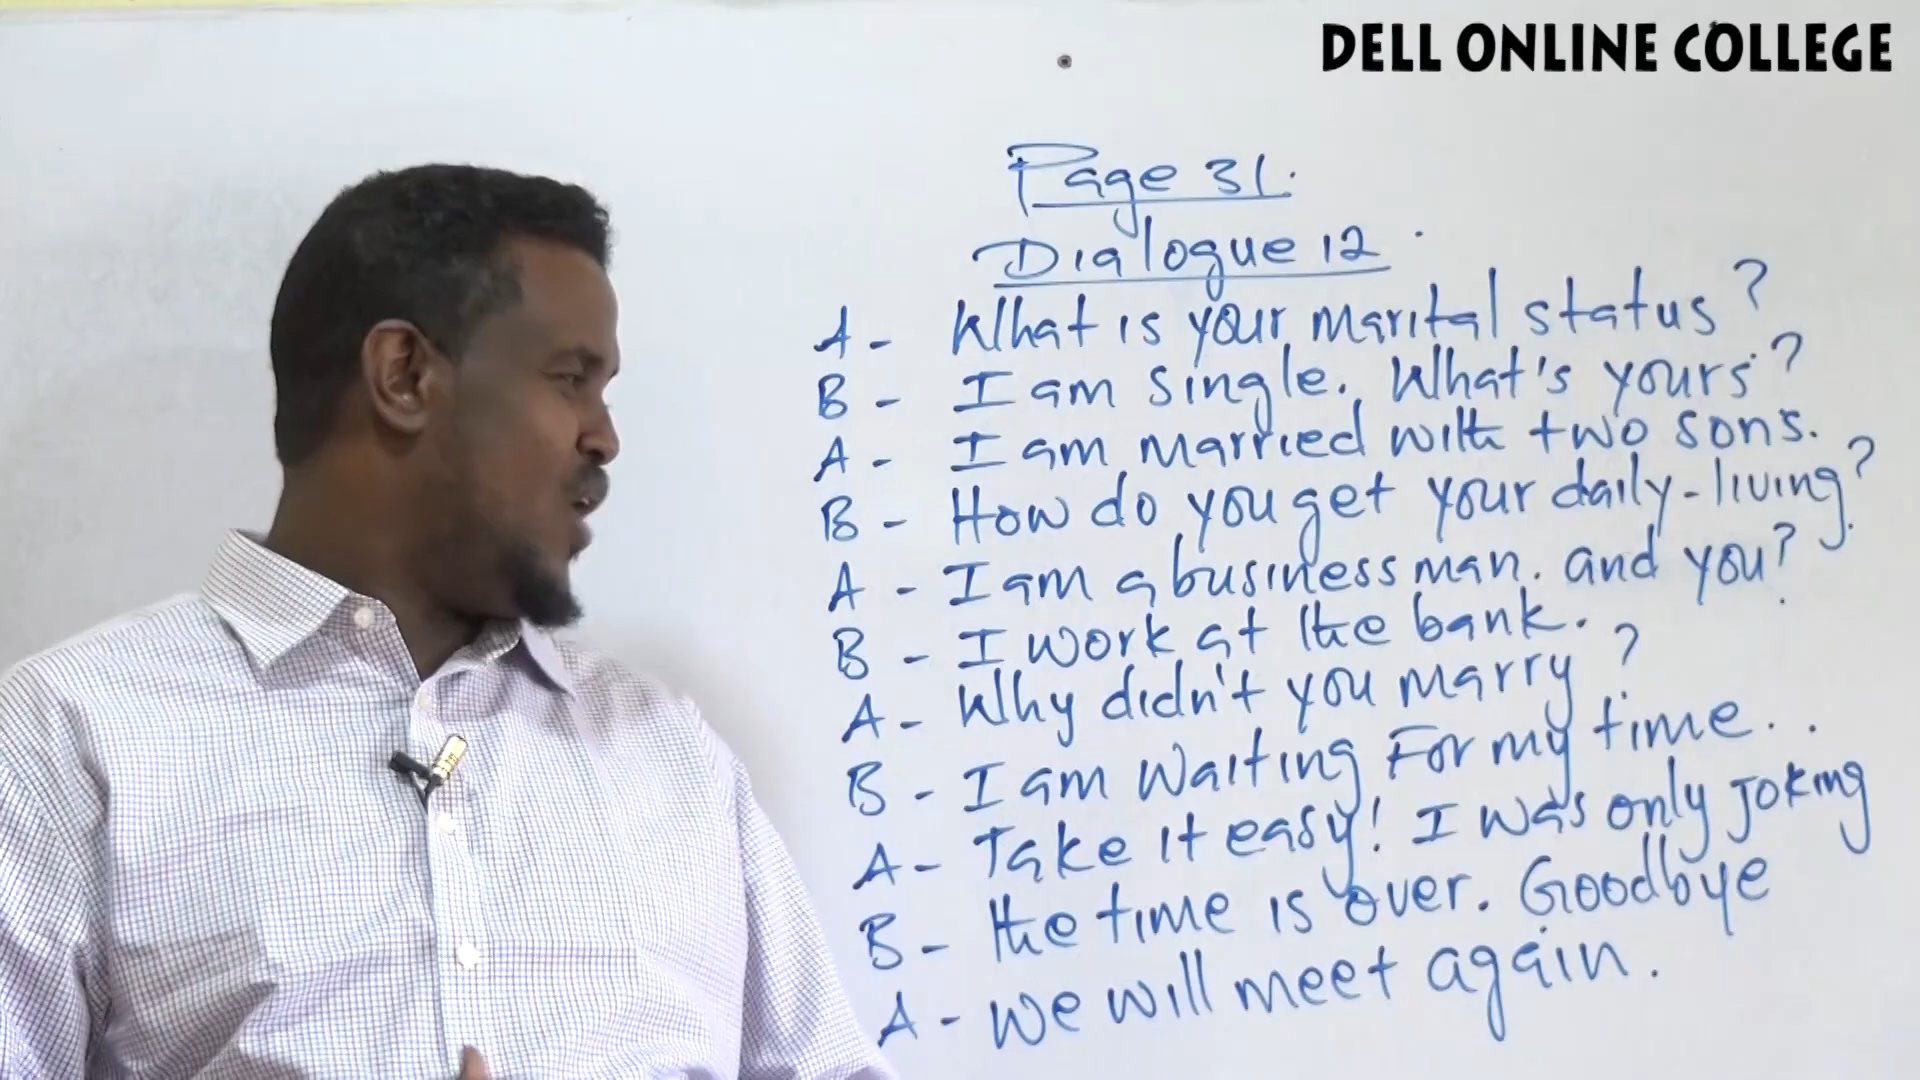 DELL ONLINE COLLEGE
Page 31.
Dialogue 12
A - What is your marital status?
B - I am single. What's yours?
A - I am married with two sons.
B - How do you get your daily-living?
A - I am a business man. and you?
B - I work at the bank.
A - Why didn't you marry?
B - I am waiting For my time..
A - Take it easy! I was only joking
B - the time is over. Goodbye
A - we will meet again.